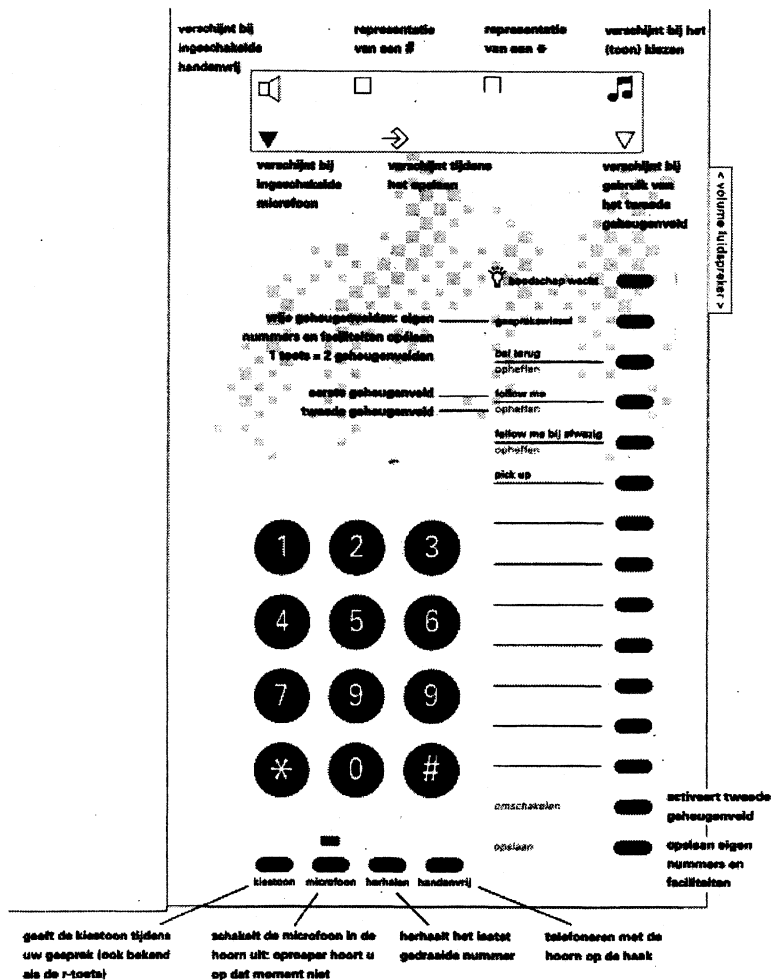 verschijnt bij
ingeschakelde
handenvrij
representatie
van een #
representatie
van een *
verschijnt bij het
(toon) kiezen
verschijnt bij
ingeschakelde
microfoon
verschijnt tijdens
het opslaan
verschijnt bij
gebruik van
het tweede
geheugenveld
< volume luidspreker >
boodschap wacht
vrije geheugenvelden: eigen
nummers en faciliteiten opslaan
1 toets = 2 geheugenvelden
gesprekswissel
bel terug
opheffen
eerste geheugenveld
tweede geheugenveld
follow me
opheffen
follow me bij afwezig
opheffen
pick up
1 2 3
4 5 6
7 9 9
* 0 #
omschakelen
activeert tweede
geheugenveld
opslaan
opslaan eigen
nummers en
faciliteiten
kiestoon microfoon herhalen handenvrij
geeft de kiestoon tijdens
uw gesprek (ook bekend
als de r-toets)
schakelt de microfoon in de
hoorn uit: oproeper hoort u
op dat moment niet
herhaalt het laatst
gedraaide nummer
telefoneren met de
hoorn op de haak